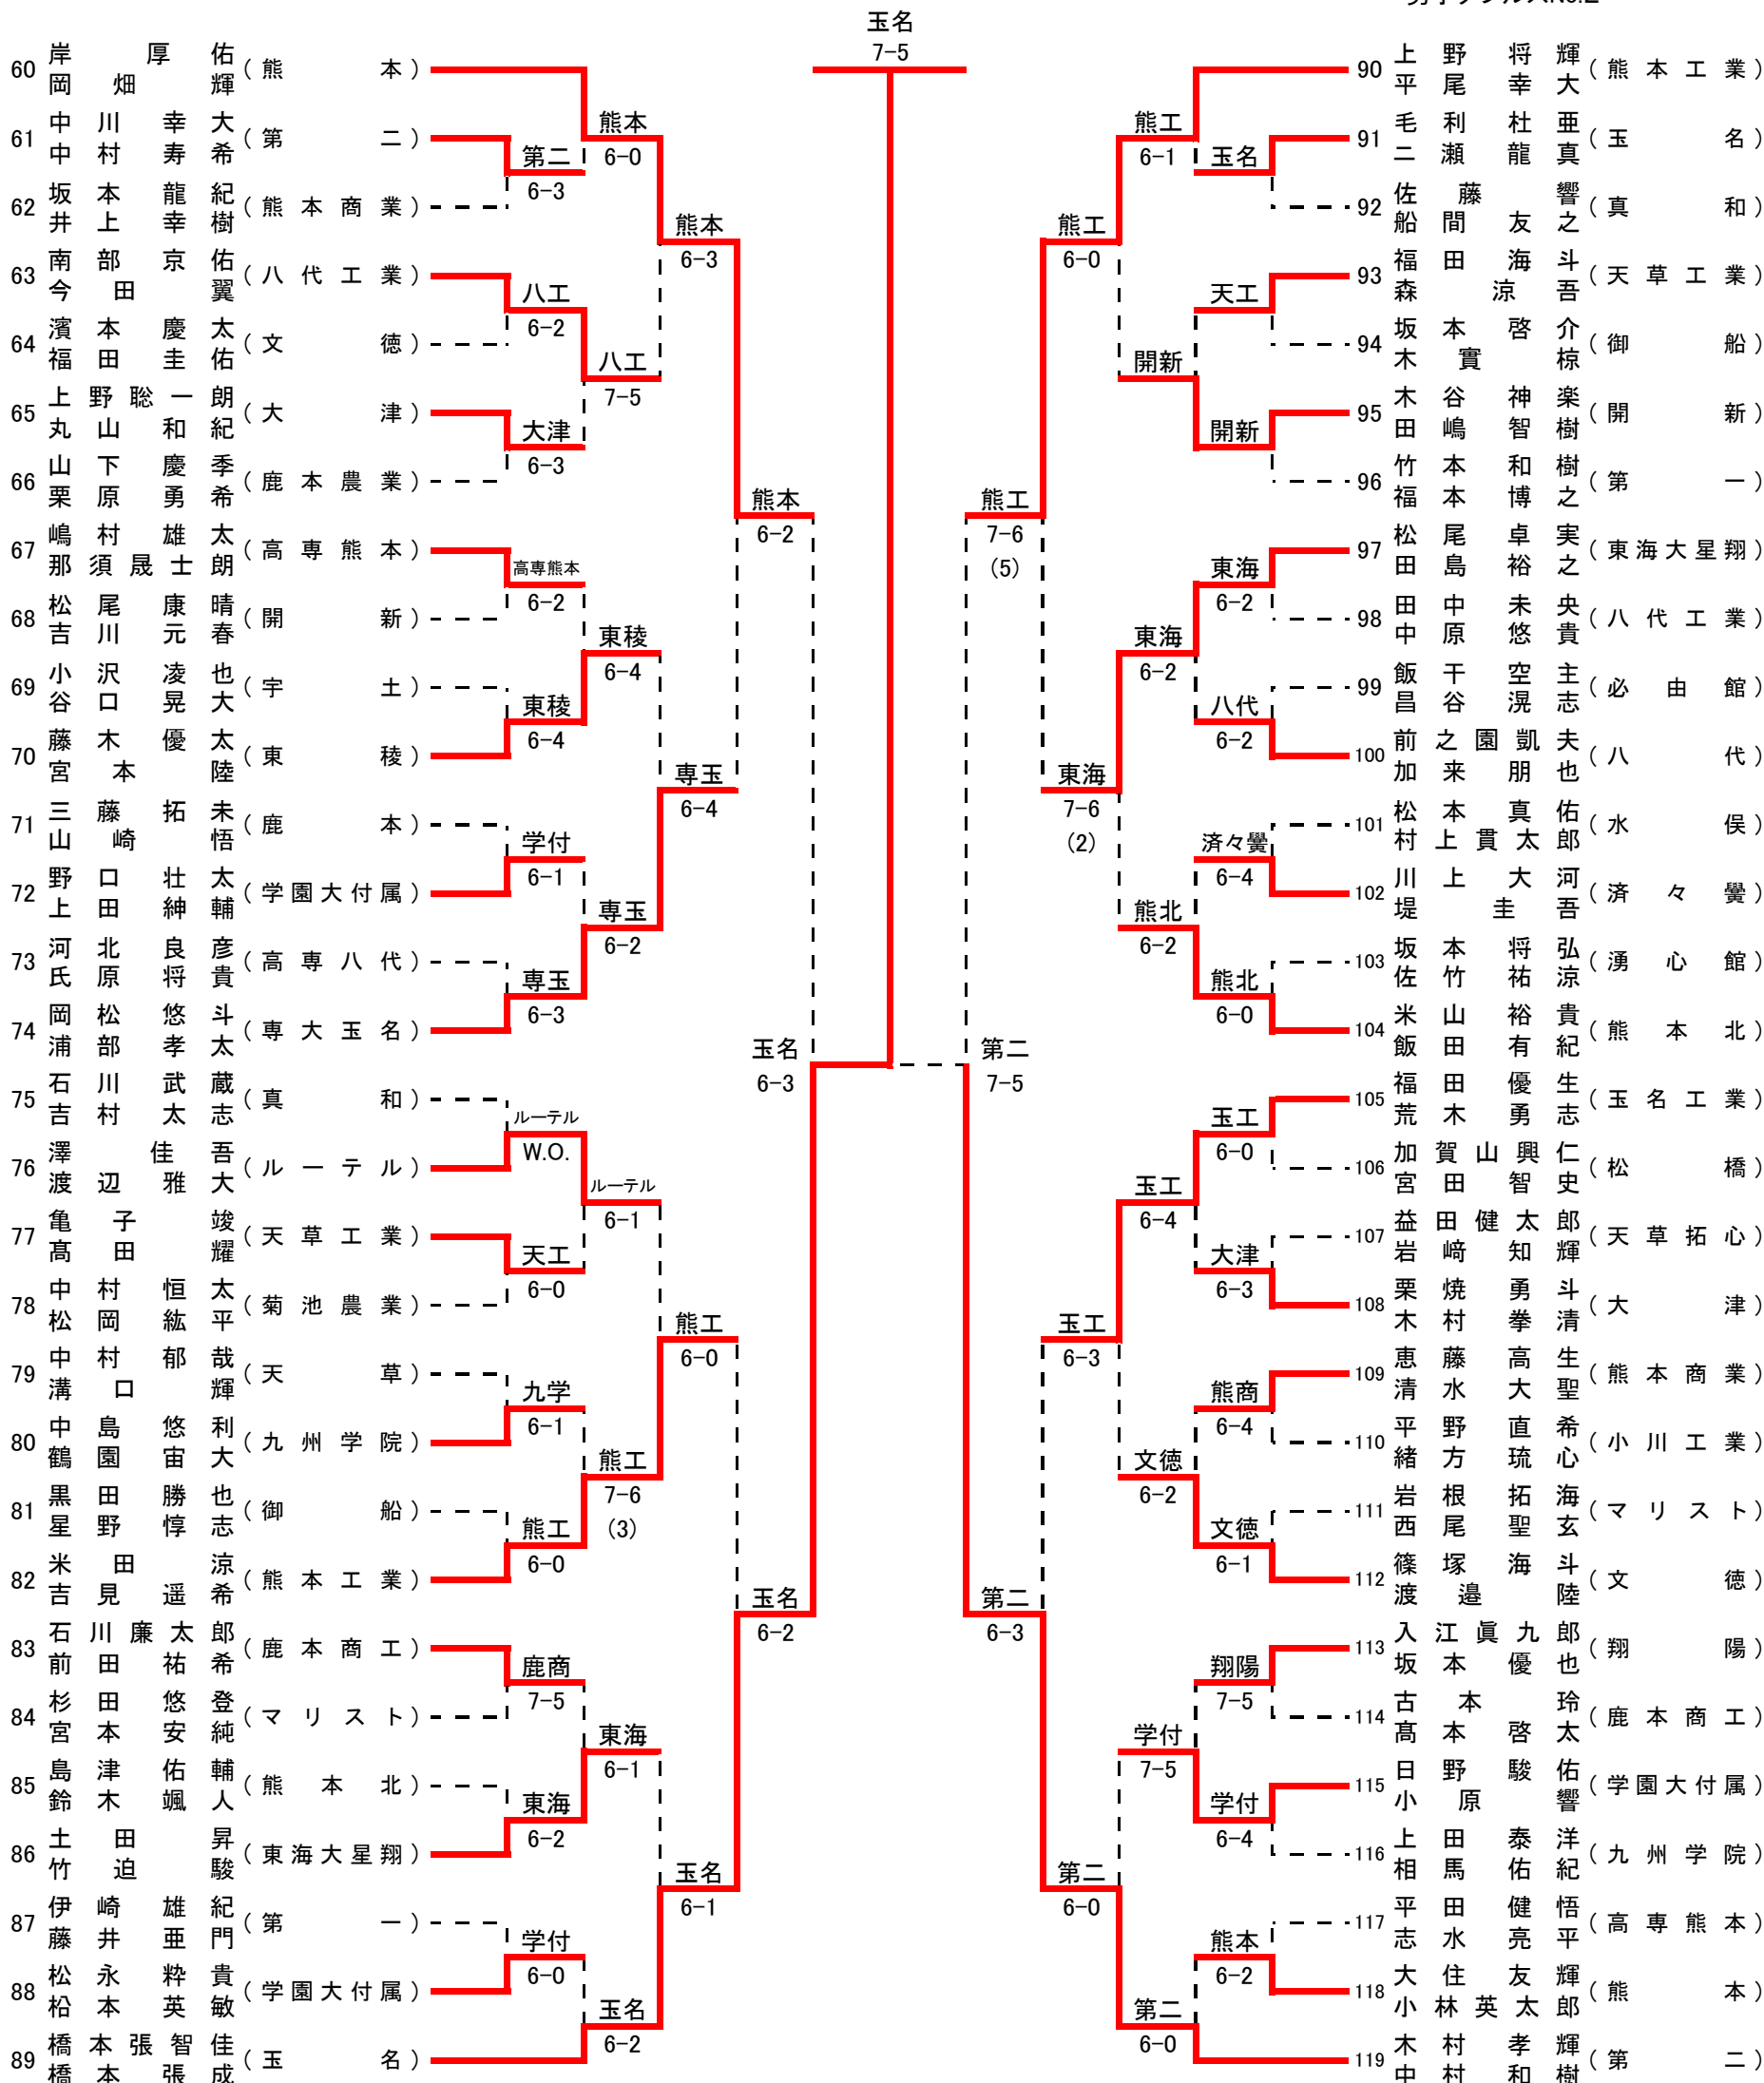 玉名
7-5
60 岸厚佑 岡畑輝 (熊本)
61 中川幸大 中村寿希 (第二)
62 坂本龍紀 井上幸樹 (熊本商業)
63 南部京佑 今田翼 (八代工業)
64 濱本慶太 福田圭佑 (文徳)
65 上野聡一朗 丸山和紀 (大津)
66 山下慶季 栗原勇希 (鹿本農業)
67 嶋村雄太 那須晟士朗 (高専熊本)
68 松尾康晴 吉川元春 (開新)
69 小沢凌也 谷口晃大 (宇土)
70 藤木優太 宮本陸 (東稜)
71 三藤拓未 山崎悟 (鹿本)
72 野口壮太 上田紳輔 (学園大付属)
73 河北良彦 氏原将貴 (高専八代)
74 岡松悠斗 浦部孝太 (専大玉名)
75 石川武蔵 吉村太志 (真和)
76 澤佳吾 渡辺雅大 (ルーテル)
77 亀子竣 髙田耀 (天草工業)
78 中村恒太 松岡紘平 (菊池農業)
79 中村郁哉 溝口輝 (天草)
80 中島悠利 鶴園宙大 (九州学院)
81 黒田勝也 星野惇志 (御船)
82 米田涼 吉見遥希 (熊本工業)
83 石川廉太郎 前田祐希 (鹿本商工)
84 杉田悠登 宮本安純 (マリスト)
85 島津佑輔 鈴木颯人 (熊本北)
86 土田昇 竹迫駿 (東海大星翔)
87 伊崎雄紀 藤井亜門 (第一)
88 松永粋貴 松本英敏 (学園大付属)
89 橋本張智佳 橋本張成 (玉名)
第二 6-3
八工 6-2
大津 6-3
高専熊本 6-2
東稜 6-4
学付 6-1
専玉 6-3
ルーテル W.O.
天工 6-0
九学 6-1
熊工 6-0
鹿商 7-5
東海 6-2
学付 6-0
熊本 6-0
八工 7-5
東稜 6-4
専玉 6-2
ルーテル 6-1
熊工 7-6 (3)
東海 6-1
玉名 6-2
熊本 6-3
専玉 6-4
熊工 6-0
玉名 6-1
熊本 6-2
玉名 6-2
玉名 6-3
第二 7-5
熊工 7-6 (5)
第二 6-3
熊工 6-0
東海 7-6 (2)
玉工 6-3
第二 6-0
熊工 6-1
開新
東海 6-2
熊北 6-2
玉工 6-4
文徳 6-2
学付 7-5
第二 6-0
玉名
天工
開新
東海 6-2
八代 6-2
済々黌 6-4
熊北 6-0
玉工 6-0
大津 6-3
熊商 6-4
文徳 6-1
翔陽 7-5
学付 6-4
熊本 6-2
90 上野将輝 平尾幸大 (熊本工業)
91 毛利杜亜 二瀬龍真 (玉名)
92 佐藤響 船間友之 (真和)
93 福田海斗 森涼吾 (天草工業)
94 坂本啓介 木實椋 (御船)
95 木谷神楽 田嶋智樹 (開新)
96 竹本和樹 福本博之 (第一)
97 松尾卓実 田島裕之 (東海大星翔)
98 田中未央 中原悠貴 (八代工業)
99 飯干空主 昌谷滉志 (必由館)
100 前之園凱夫 加来朋也 (八代)
101 松本真佑 村上貫太郎 (水俣)
102 川上大河 堤圭吾 (済々黌)
103 坂本将弘 佐竹祐涼 (湧心館)
104 米山裕貴 飯田有紀 (熊本北)
105 福田優生 荒木勇志 (玉名工業)
106 加賀山興仁 宮田智史 (松橋)
107 益田健太郎 岩﨑知輝 (天草拓心)
108 栗焼勇斗 木村拳清 (大津)
109 恵藤高生 清水大聖 (熊本商業)
110 平野直希 緒方琉心 (小川工業)
111 岩根拓海 西尾聖玄 (マリスト)
112 篠塚海斗 渡邉陸 (文徳)
113 入江眞九郎 坂本優也 (翔陽)
114 古本玲 髙本啓太 (鹿本商工)
115 日野駿佑 小原響 (学園大付属)
116 上田泰洋 相馬佑紀 (九州学院)
117 平田健悟 志水亮平 (高専熊本)
118 大住友輝 小林英太郎 (熊本)
119 木村孝輝 中村和樹 (第二)